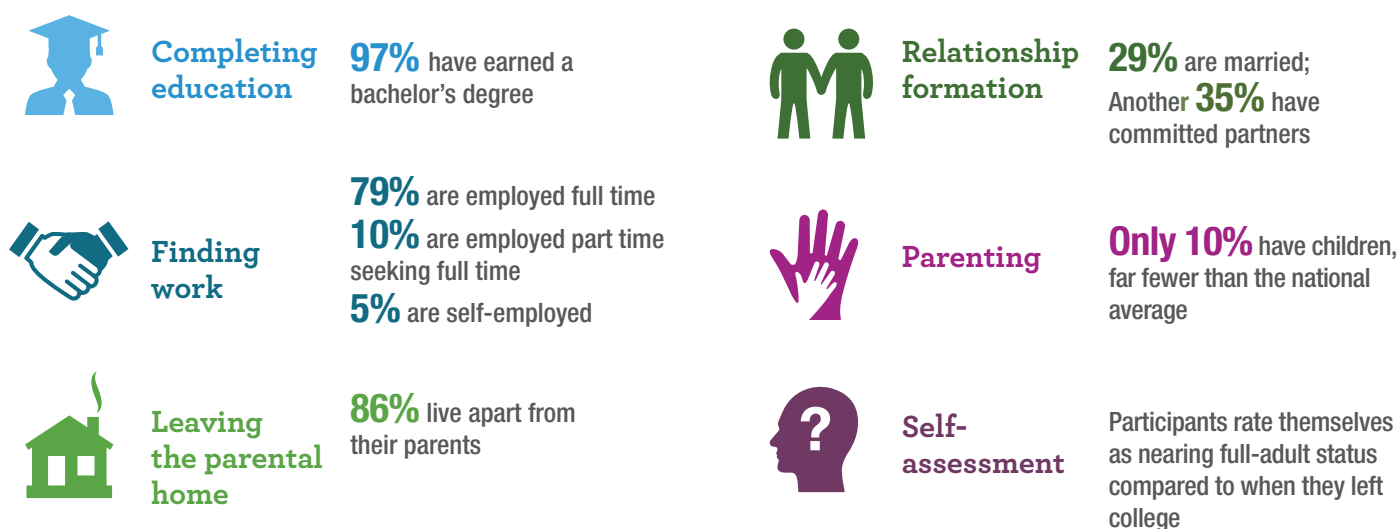 Completing
education
97% have earned a
bachelor's degree
Finding
work
79% are employed full time
10% are employed part time
seeking full time
5% are self-employed
Leaving
the parental
home
86% live apart from
their parents
Relationship
formation
29% are married;
Another 35% have
committed partners
Parenting
Only 10% have children,
far fewer than the national
average
?
Self-
assessment
Participants rate themselves
as nearing full-adult status
compared to when they left
college